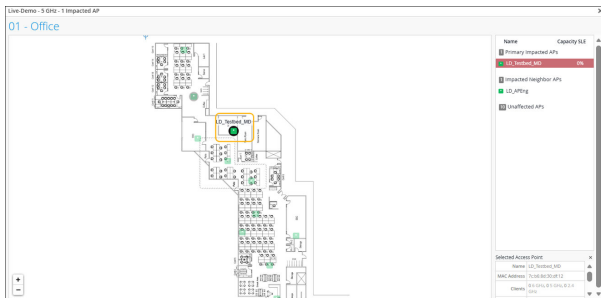 Live-Demo - 5 GHz - 1 Impacted AP
01 - Office
Name Capacity SLE
1 Primary Impacted APs
LD_Testbed_MD 0%
1 Impacted Neighbor APs
LD_APEng
Unaffected APs
LD_Testbed_MD
+
−
Selected Access Point
Name LD_Testbed_MD
MAC Address
Clients